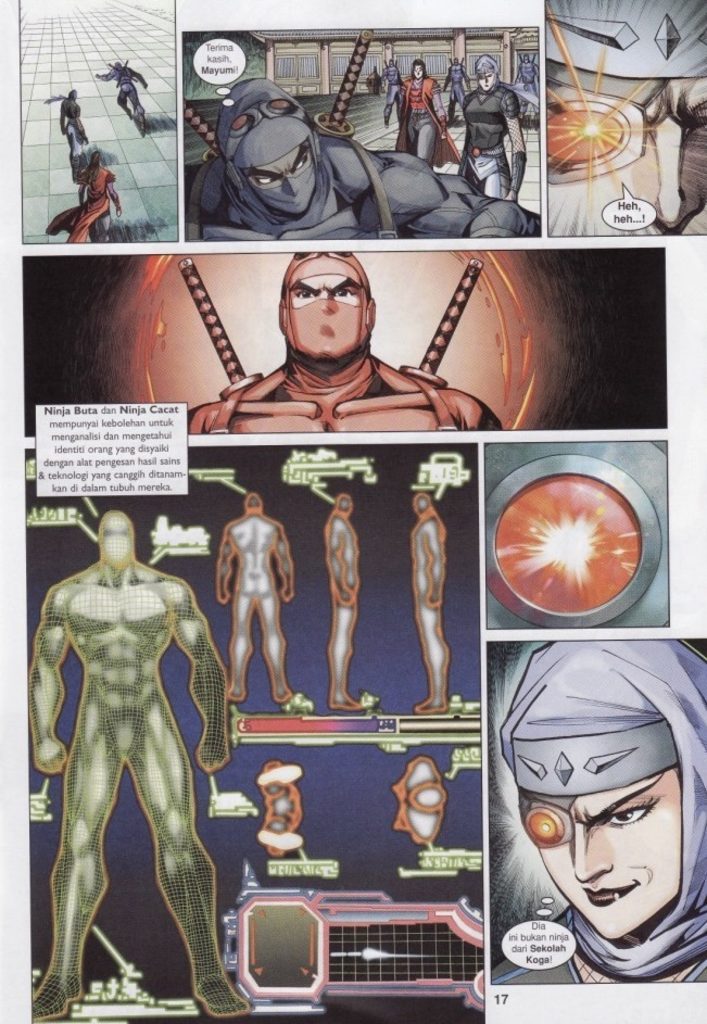 Terima
kasih,
Mayumi!
Heh,
heh...!
Ninja Buta dan Ninja Cacat
mempunyai kebolehan untuk
menganalisi dan mengetahui
identiti orang yang disyaiki
dengan alat pengesan hasil sains
& teknologi yang canggih ditanam-
kan di dalam tubuh mereka.
Dia
ini bukan ninja
dari Sekolah
Koga!
17